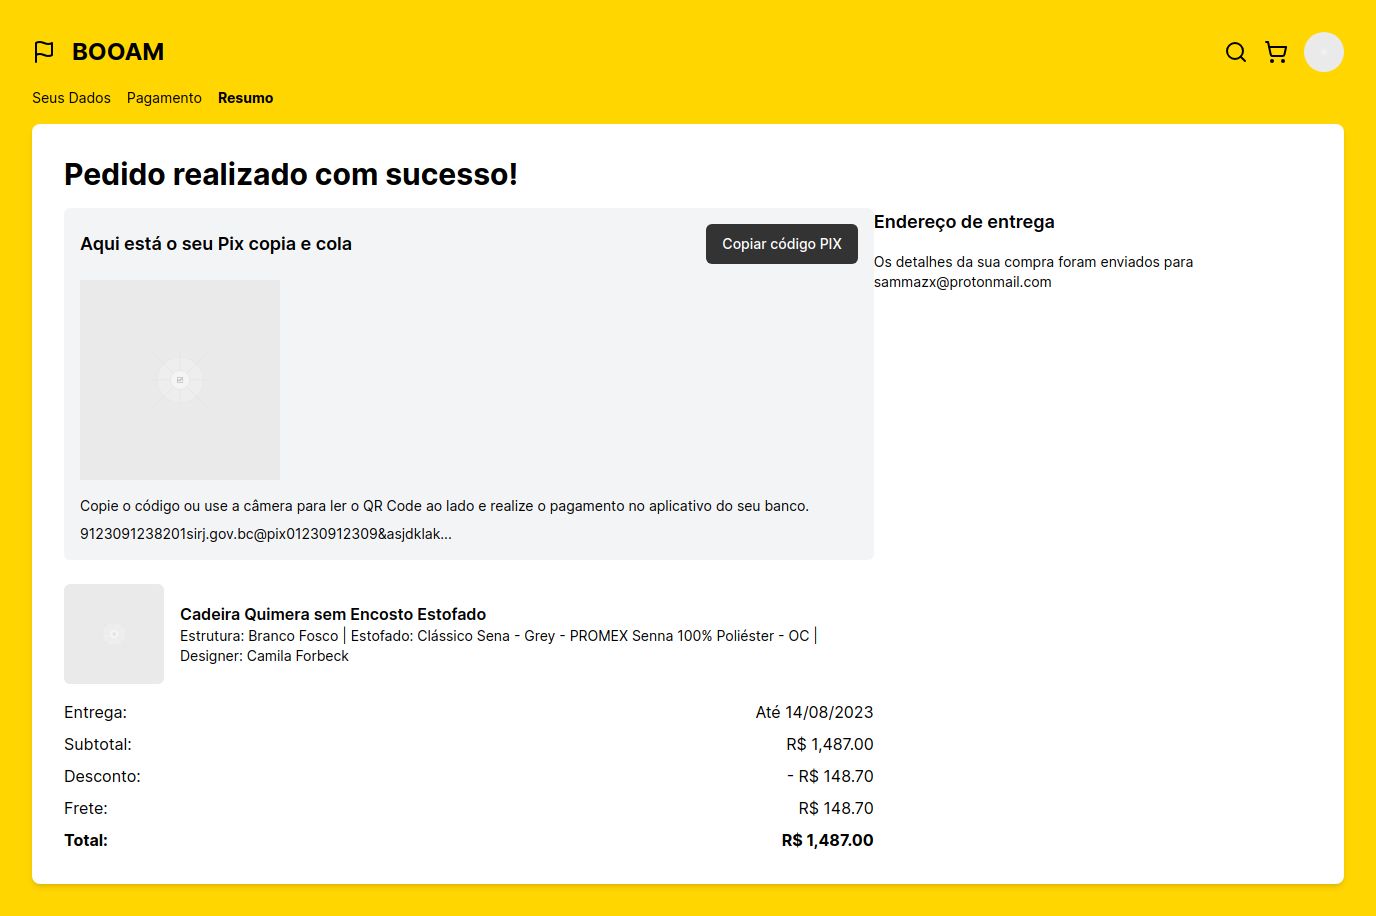 BOOAM
Seus Dados Pagamento Resumo
Pedido realizado com sucesso!
Aqui está o seu Pix copia e cola
Copiar código PIX
Copie o código ou use a câmera para ler o QR Code ao lado e realize o pagamento no aplicativo do seu banco.
9123091238201sirj.gov.bc@pix01230912309&asjdklak...
Endereço de entrega
Os detalhes da sua compra foram enviados para
sammazx@protonmail.com
Cadeira Quimera sem Encosto Estofado
Estrutura: Branco Fosco | Estofado: Clássico Sena - Grey - PROMEX Senna 100% Poliéster - OC |
Designer: Camila Forbeck
Entrega: Até 14/08/2023
Subtotal: R$ 1,487.00
Desconto: - R$ 148.70
Frete: R$ 148.70
Total: R$ 1,487.00